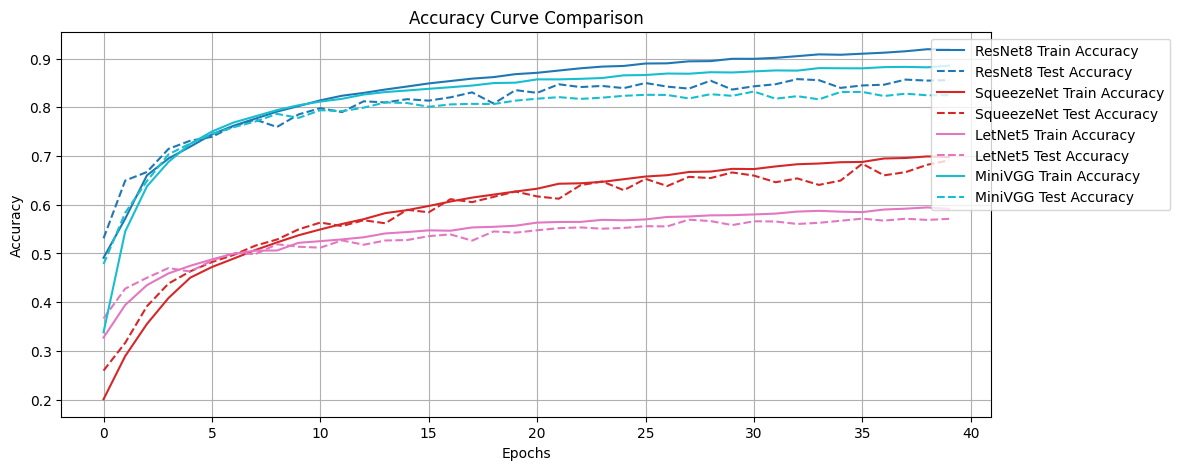 Accuracy Curve Comparison
Accuracy
0.9
0.8
0.7
0.6
0.5
0.4
0.3
0.2
0
5
10
15
20
25
30
35
40
Epochs
ResNet8 Train Accuracy
ResNet8 Test Accuracy
SqueezeNet Train Accuracy
SqueezeNet Test Accuracy
LetNet5 Train Accuracy
LetNet5 Test Accuracy
MiniVGG Train Accuracy
MiniVGG Test Accuracy